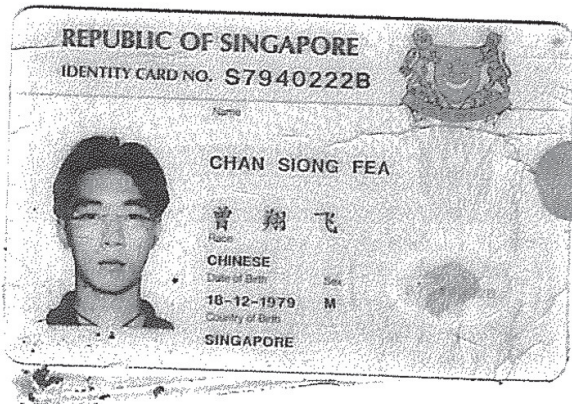 REPUBLIC OF SINGAPORE
IDENTITY CARD NO. S7940222B
Name
CHAN SIONG FEA
曾 翔 飞
Race
CHINESE
Date of Birth Sex
18-12-1979 M
Country of Birth
SINGAPORE